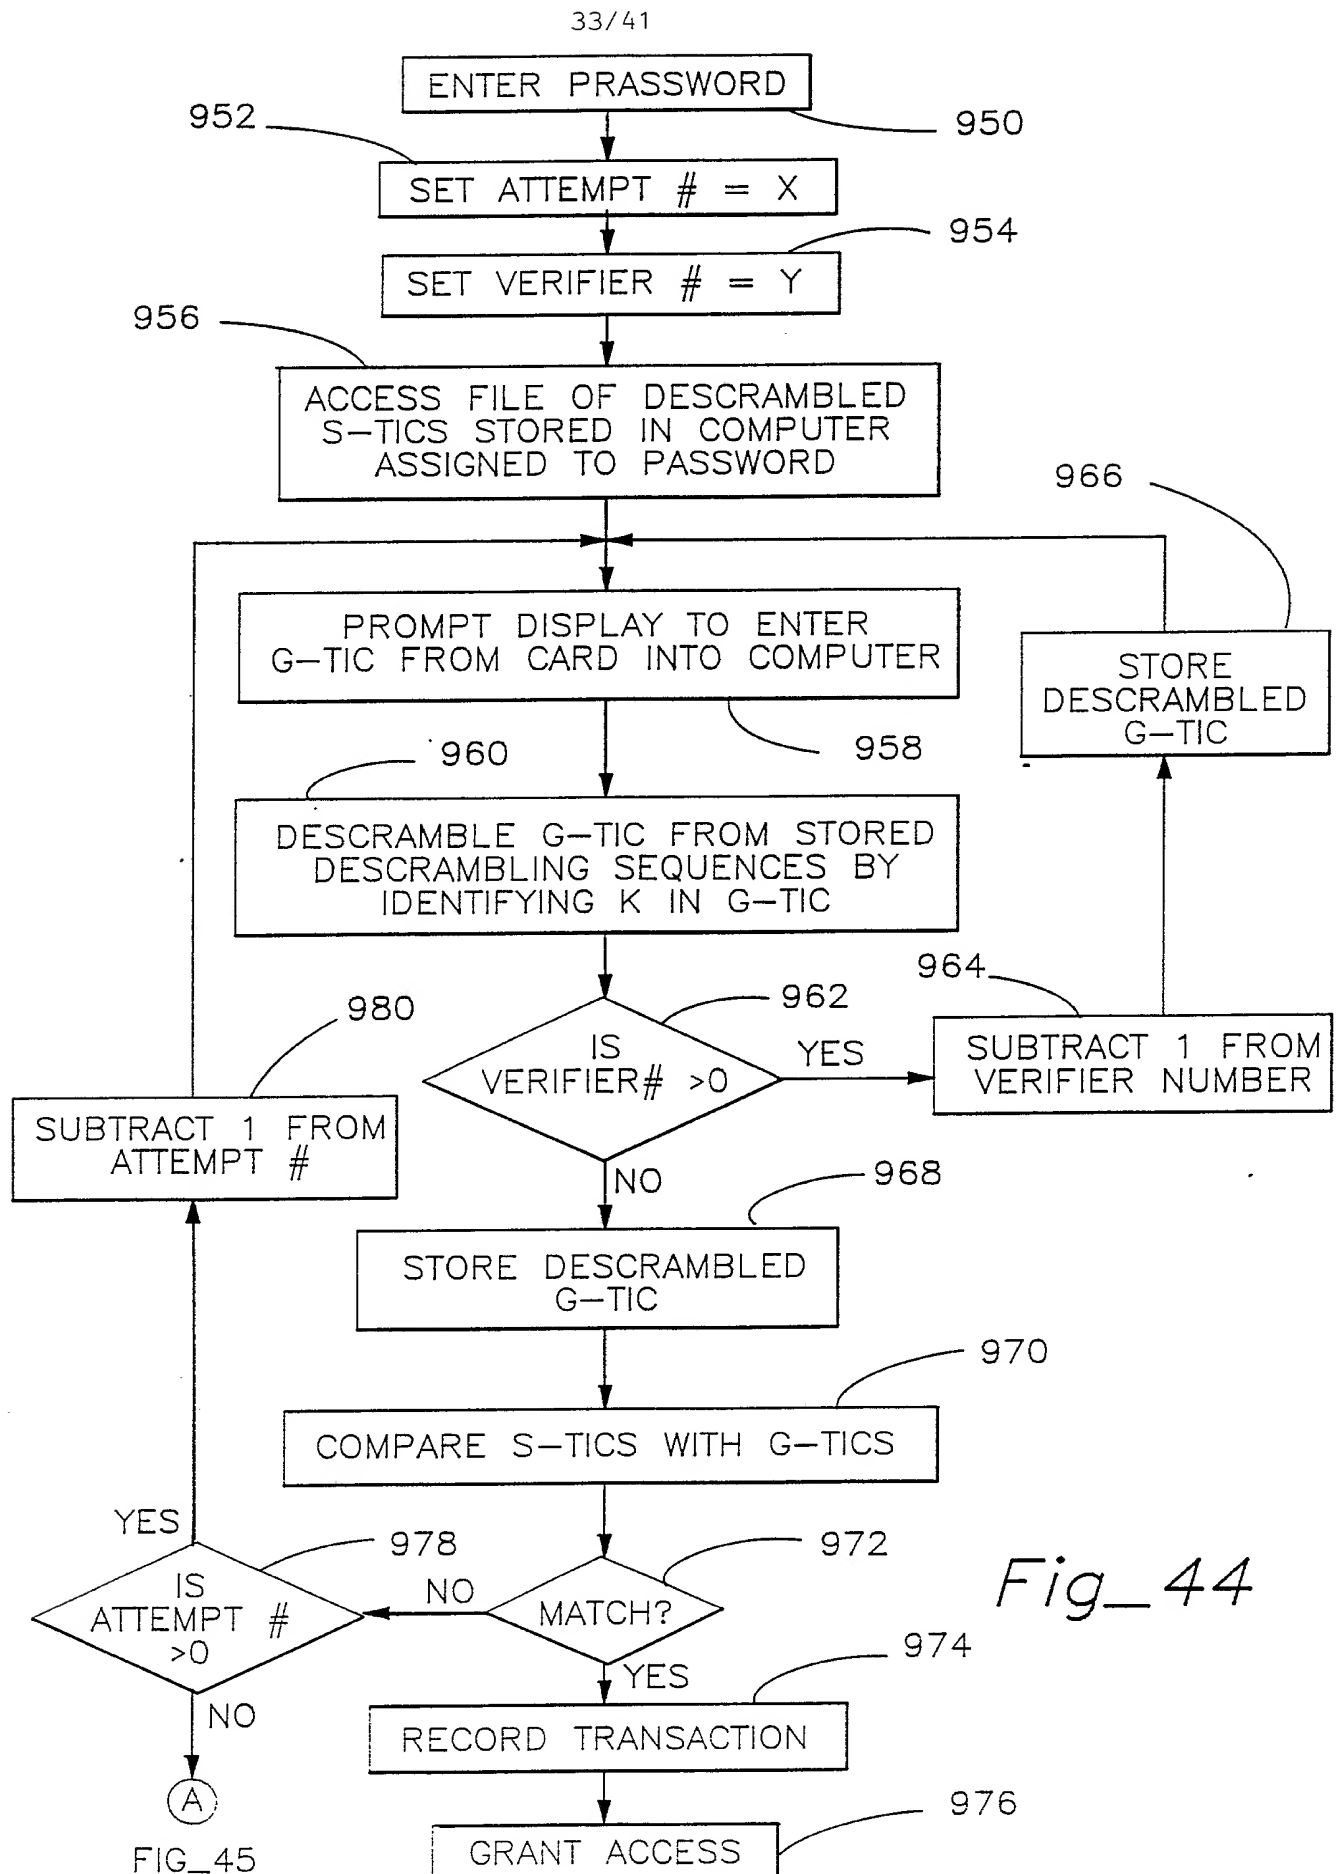 33/41
ENTER PRASSWORD
950
952
SET ATTEMPT # = X
954
SET VERIFIER # = Y
956
ACCESS FILE OF DESCRAMBLED
S-TICS STORED IN COMPUTER
ASSIGNED TO PASSWORD
966
PROMPT DISPLAY TO ENTER
G-TIC FROM CARD INTO COMPUTER
958
STORE
DESCRAMBLED
G-TIC
960
DESCRAMBLE G-TIC FROM STORED
DESCRAMBLING SEQUENCES BY
IDENTIFYING K IN G-TIC
964
962
IS
VERIFIER# >0
YES
SUBTRACT 1 FROM
VERIFIER NUMBER
980
SUBTRACT 1 FROM
ATTEMPT #
NO
968
STORE DESCRAMBLED
G-TIC
970
COMPARE S-TICS WITH G-TICS
YES
978
IS
ATTEMPT #
>0
NO
972
MATCH?
Fig_44
974
YES
NO
RECORD TRANSACTION
A
FIG_45
976
GRANT ACCESS